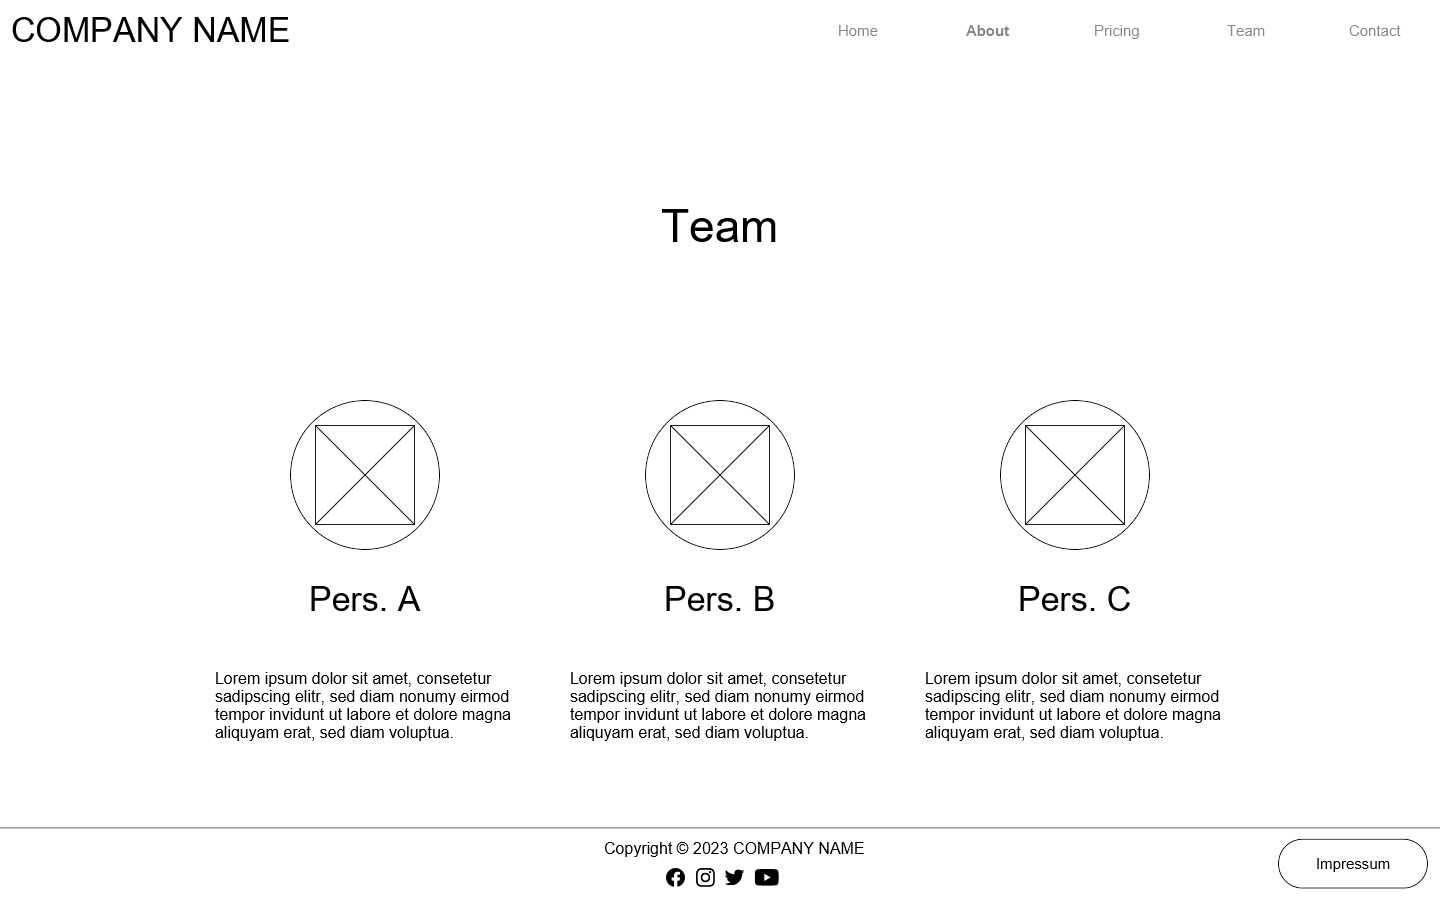 COMPANY NAME
Home
About
Pricing
Team
Contact
Team
Pers. A
Lorem ipsum dolor sit amet, consetetur
sadipscing elitr, sed diam nonumy eirmod
tempor invidunt ut labore et dolore magna
aliquyam erat, sed diam voluptua.
Pers. B
Lorem ipsum dolor sit amet, consetetur
sadipscing elitr, sed diam nonumy eirmod
tempor invidunt ut labore et dolore magna
aliquyam erat, sed diam voluptua.
Pers. C
Lorem ipsum dolor sit amet, consetetur
sadipscing elitr, sed diam nonumy eirmod
tempor invidunt ut labore et dolore magna
aliquyam erat, sed diam voluptua.
Copyright © 2023 COMPANY NAME
Impressum